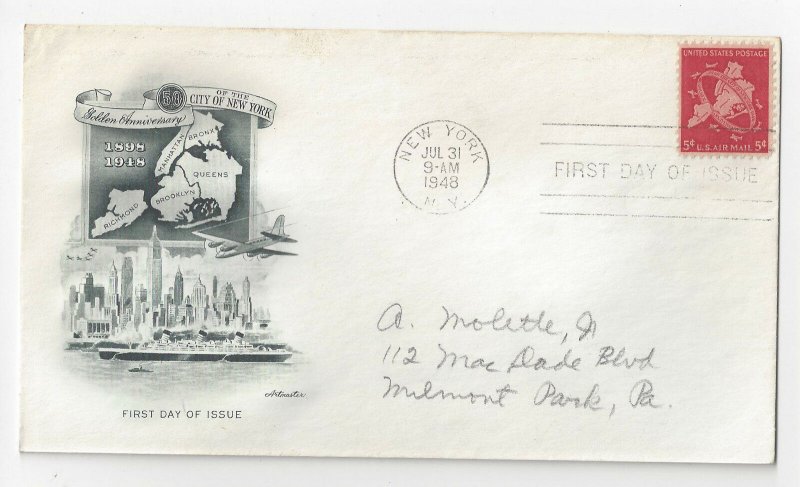 50
OF THE
CITY OF NEW YORK
Golden Anniversary
1898
1948
MANHATTAN
BRONX
QUEENS
BROOKLYN
RICHMOND
Artmaster
FIRST DAY OF ISSUE
NEW YORK
JUL 31
9-AM
1948
N.Y.
FIRST DAY OF ISSUE
UNITED STATES POSTAGE
5¢ U.S. AIR MAIL 5¢
A. Molette, Jr
112 MacDade Blvd
Milmont Park, Pa.